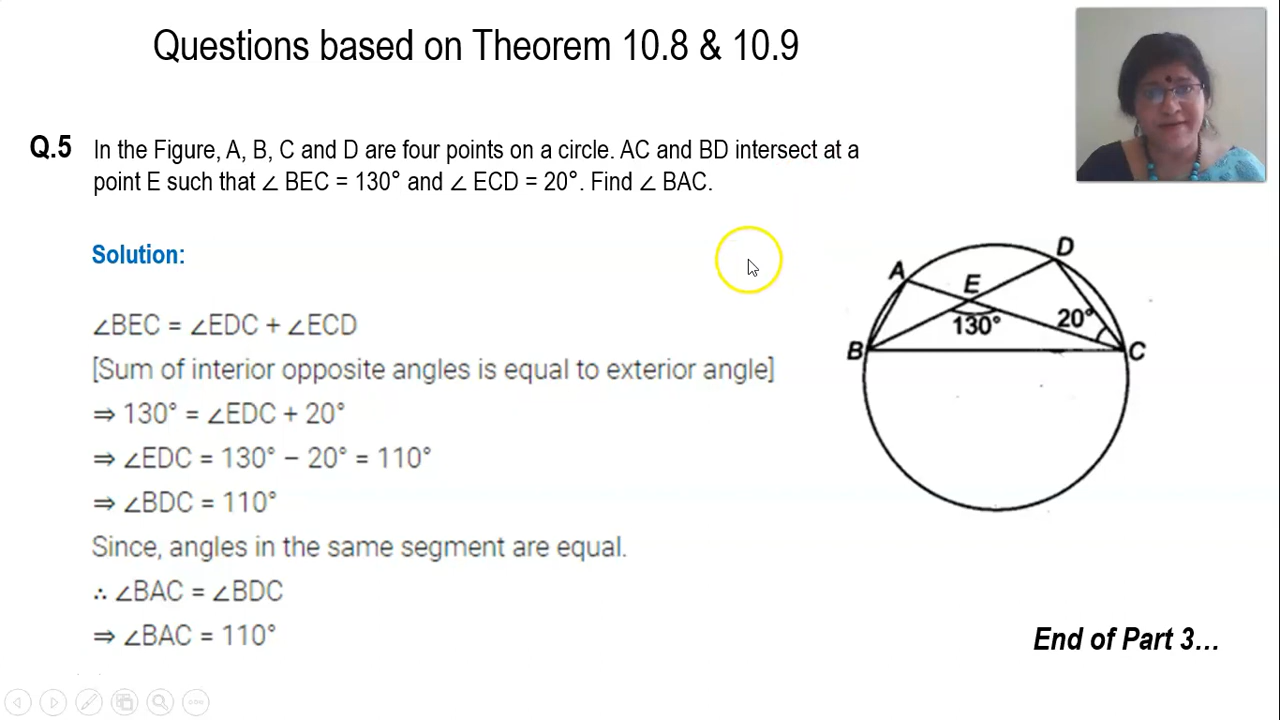 Questions based on Theorem 10.8 & 10.9
Q.5 In the Figure, A, B, C and D are four points on a circle. AC and BD intersect at a
point E such that ∠ BEC = 130° and ∠ ECD = 20°. Find ∠ BAC.
Solution:
∠BEC = ∠EDC + ∠ECD
[Sum of interior opposite angles is equal to exterior angle]
⇒ 130° = ∠EDC + 20°
⇒ ∠EDC = 130° − 20° = 110°
⇒ ∠BDC = 110°
Since, angles in the same segment are equal.
∴ ∠BAC = ∠BDC
⇒ ∠BAC = 110°
D
A
E
130°
20°
B
C
End of Part 3...